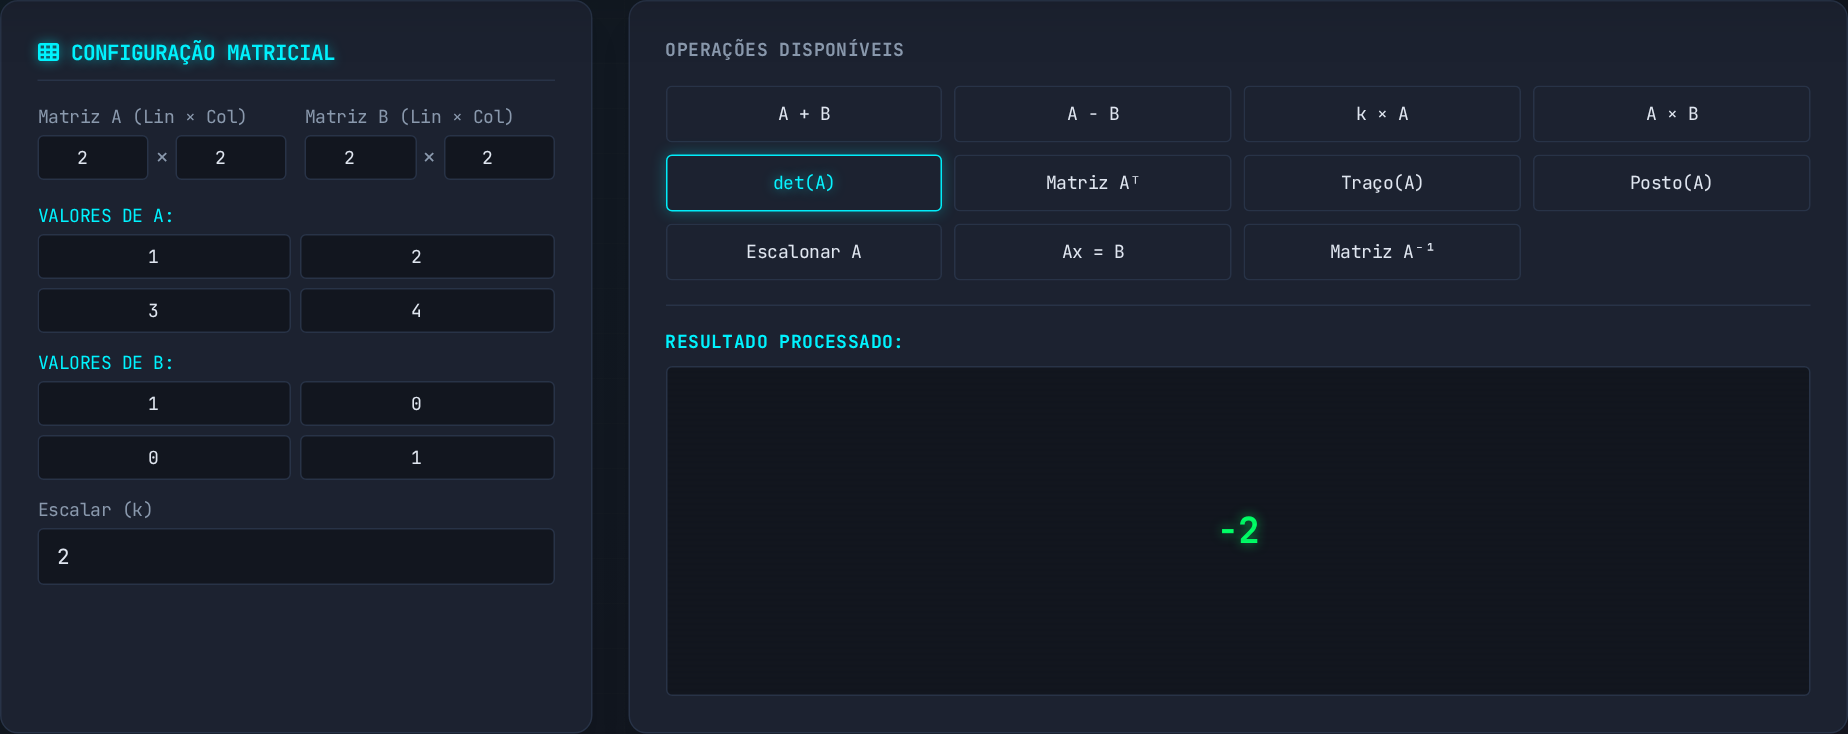 CONFIGURAÇÃO MATRICIAL
Matriz A (Lin × Col) Matriz B (Lin × Col)
2 × 2 2 × 2
VALORES DE A:
1 2
3 4
VALORES DE B:
1 0
0 1
Escalar (k)
2
OPERAÇÕES DISPONÍVEIS
A + B A - B k × A A × B
det(A) Matriz Aᵀ Traço(A) Posto(A)
Escalonar A Ax = B Matriz A⁻¹
RESULTADO PROCESSADO:
-2